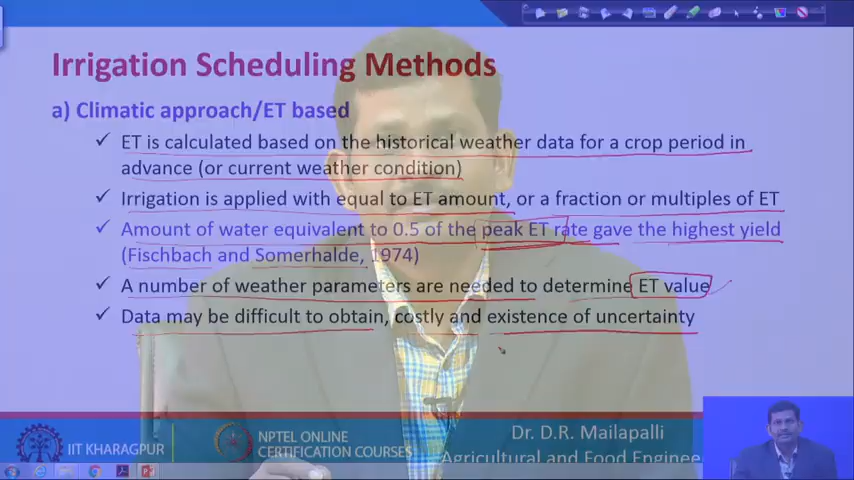 Irrigation Scheduling Methods
a) Climatic approach/ET based
✓ ET is calculated based on the historical weather data for a crop period in
advance (or current weather condition)
✓ Irrigation is applied with equal to ET amount, or a fraction or multiples of ET
✓ Amount of water equivalent to 0.5 of the peak ET rate gave the highest yield
(Fischbach and Somerhalde, 1974)
✓ A number of weather parameters are needed to determine ET value
✓ Data may be difficult to obtain, costly and existence of uncertainty
IIT KHARAGPUR
NPTEL ONLINE
CERTIFICATION COURSES
Dr. D.R. Mailapalli
Agricultural and Food Enginee